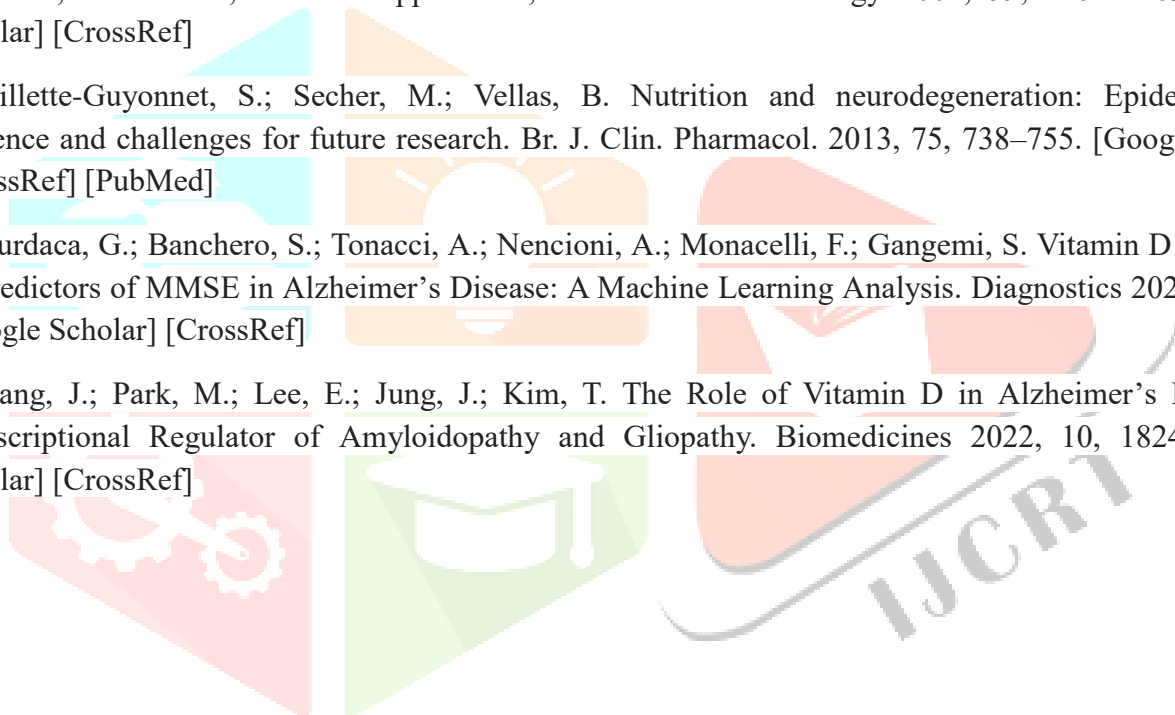 lar] [CrossRef]
illette-Guyonnet, S.; Secher, M.; Vellas, B. Nutrition and neurodegeneration: Epide
ence and challenges for future research. Br. J. Clin. Pharmacol. 2013, 75, 738–755. [Goog
ssRef] [PubMed]
urdaca, G.; Banchero, S.; Tonacci, A.; Nencioni, A.; Monacelli, F.; Gangemi, S. Vitamin D
redictors of MMSE in Alzheimer’s Disease: A Machine Learning Analysis. Diagnostics 202
ogle Scholar] [CrossRef]
ang, J.; Park, M.; Lee, E.; Jung, J.; Kim, T. The Role of Vitamin D in Alzheimer’s
scriptional Regulator of Amyloidopathy and Gliopathy. Biomedicines 2022, 10, 1824
lar] [CrossRef]
IJCRT